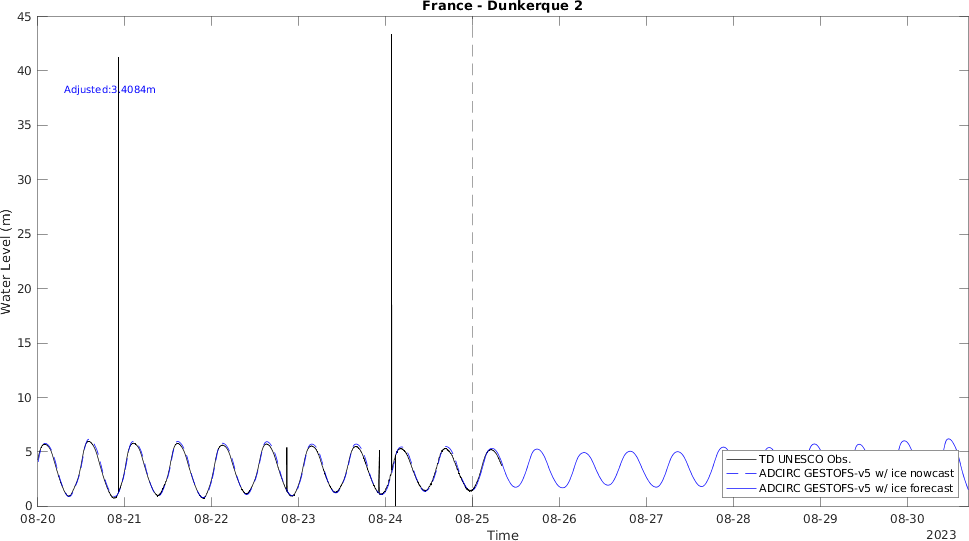 France - Dunkerque 2
45
40
35
30
25
20
15
10
5
0
Water Level (m)
Adjusted:3.4084m
TD UNESCO Obs.
ADCIRC GESTOFS-v5 w/ ice nowcast
ADCIRC GESTOFS-v5 w/ ice forecast
08-20 08-21 08-22 08-23 08-24 08-25 08-26 08-27 08-28 08-29 08-30
Time
2023